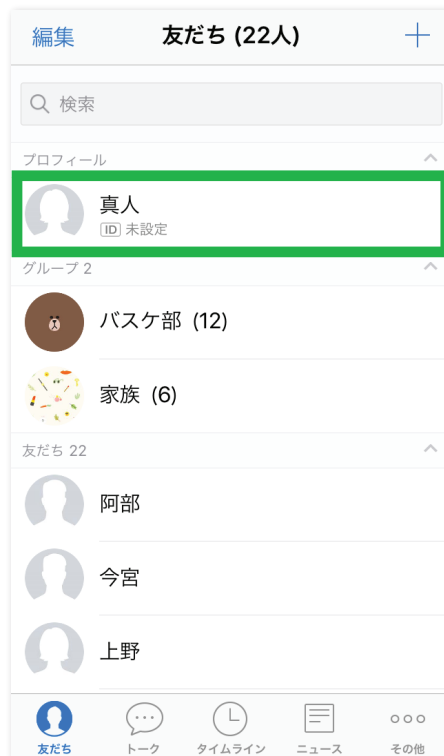 編集 友だち (22人)
検索
プロフィール
真人
ID 未設定
グループ 2
バスケ部 (12)
家族 (6)
友だち 22
阿部
今宮
上野
友だち トーク タイムライン ニュース その他